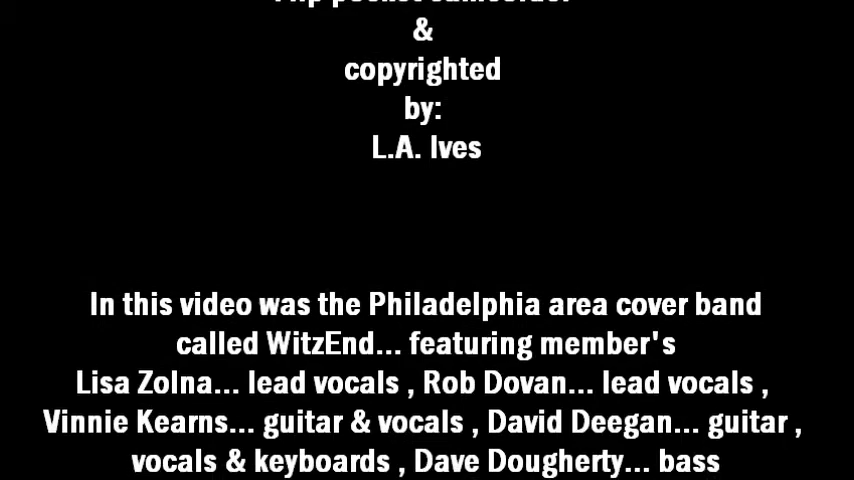 &
copyrighted
by:
L.A. Ives
In this video was the Philadelphia area cover band
called WitzEnd... featuring member's
Lisa Zolna... lead vocals , Rob Dovan... lead vocals ,
Vinnie Kearns... guitar & vocals , David Deegan... guitar ,
vocals & keyboards , Dave Dougherty... bass